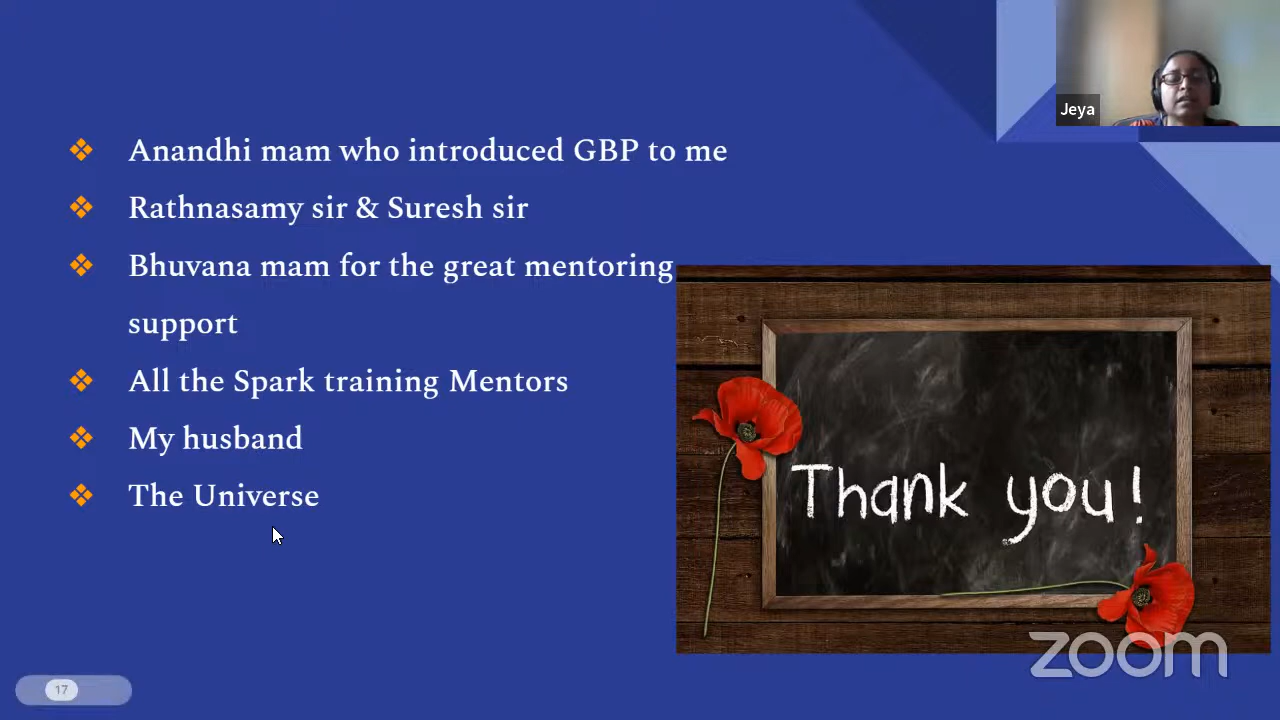 Jeya
Anandhi mam who introduced GBP to me
Rathnasamy sir & Suresh sir
Bhuvana mam for the great mentoring
support
All the Spark training Mentors
My husband
The Universe
Thank you!
zoom
17